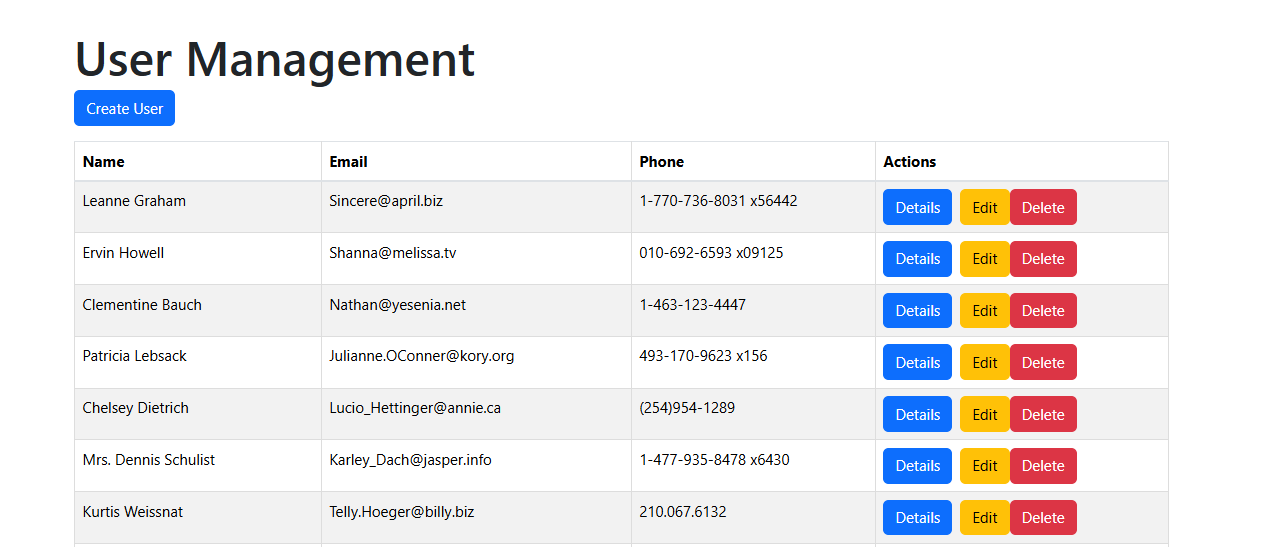 User Management
Create User
Name Email Phone Actions
Leanne Graham Sincere@april.biz 1-770-736-8031 x56442 Details Edit Delete
Ervin Howell Shanna@melissa.tv 010-692-6593 x09125 Details Edit Delete
Clementine Bauch Nathan@yesenia.net 1-463-123-4447 Details Edit Delete
Patricia Lebsack Julianne.OConner@kory.org 493-170-9623 x156 Details Edit Delete
Chelsey Dietrich Lucio_Hettinger@annie.ca (254)954-1289 Details Edit Delete
Mrs. Dennis Schulist Karley_Dach@jasper.info 1-477-935-8478 x6430 Details Edit Delete
Kurtis Weissnat Telly.Hoeger@billy.biz 210.067.6132 Details Edit Delete